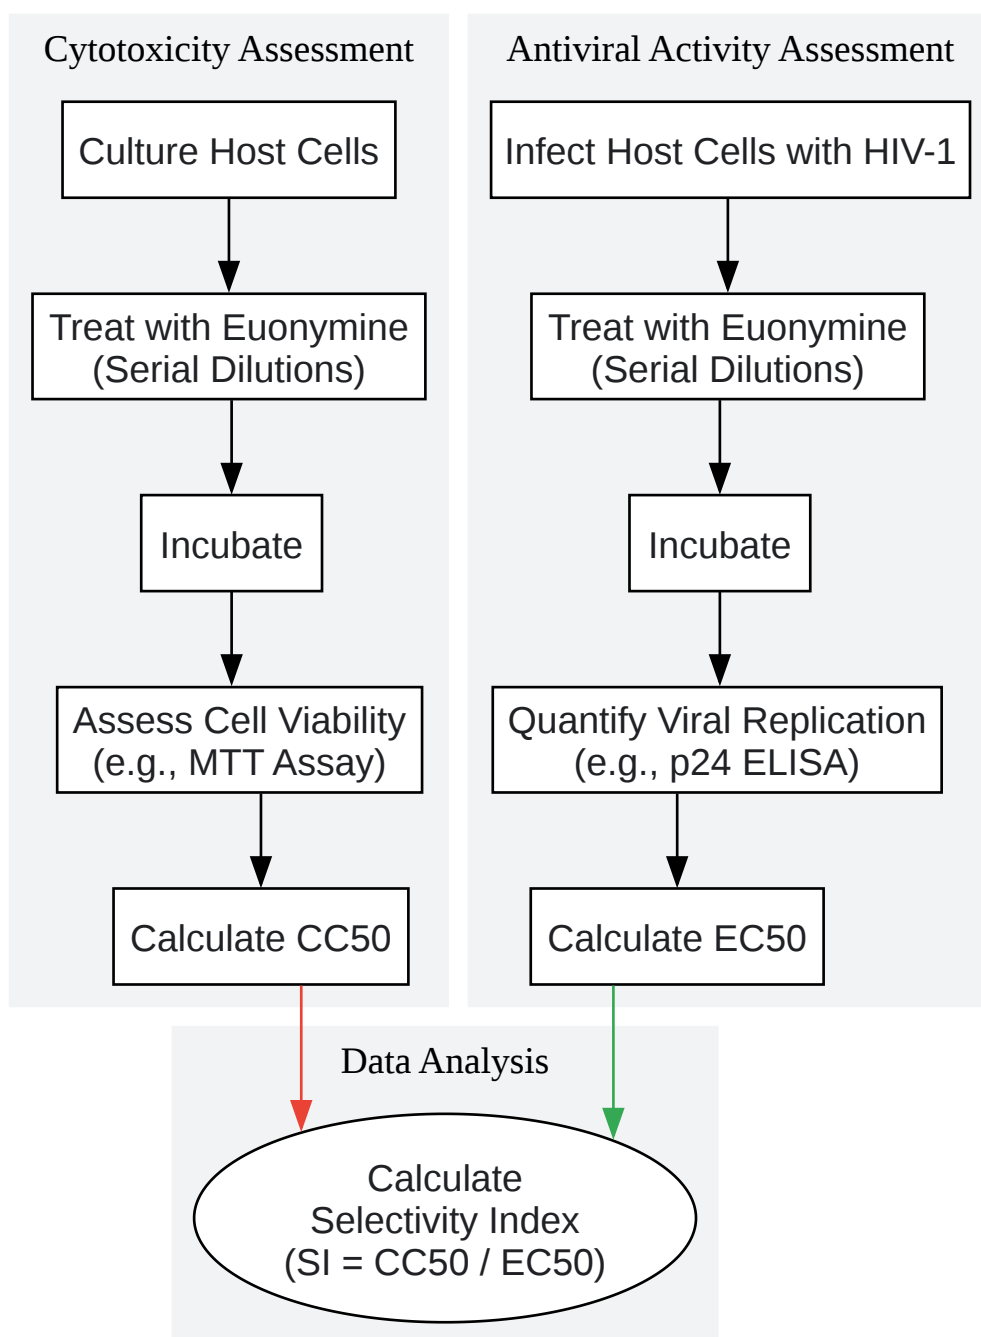 Cytotoxicity Assessment
Culture Host Cells
Treat with Euonymine
(Serial Dilutions)
Incubate
Assess Cell Viability
(e.g., MTT Assay)
Calculate CC50
Antiviral Activity Assessment
Infect Host Cells with HIV-1
Treat with Euonymine
(Serial Dilutions)
Incubate
Quantify Viral Replication
(e.g., p24 ELISA)
Calculate EC50
Data Analysis
Calculate
Selectivity Index
(SI = CC50 / EC50)